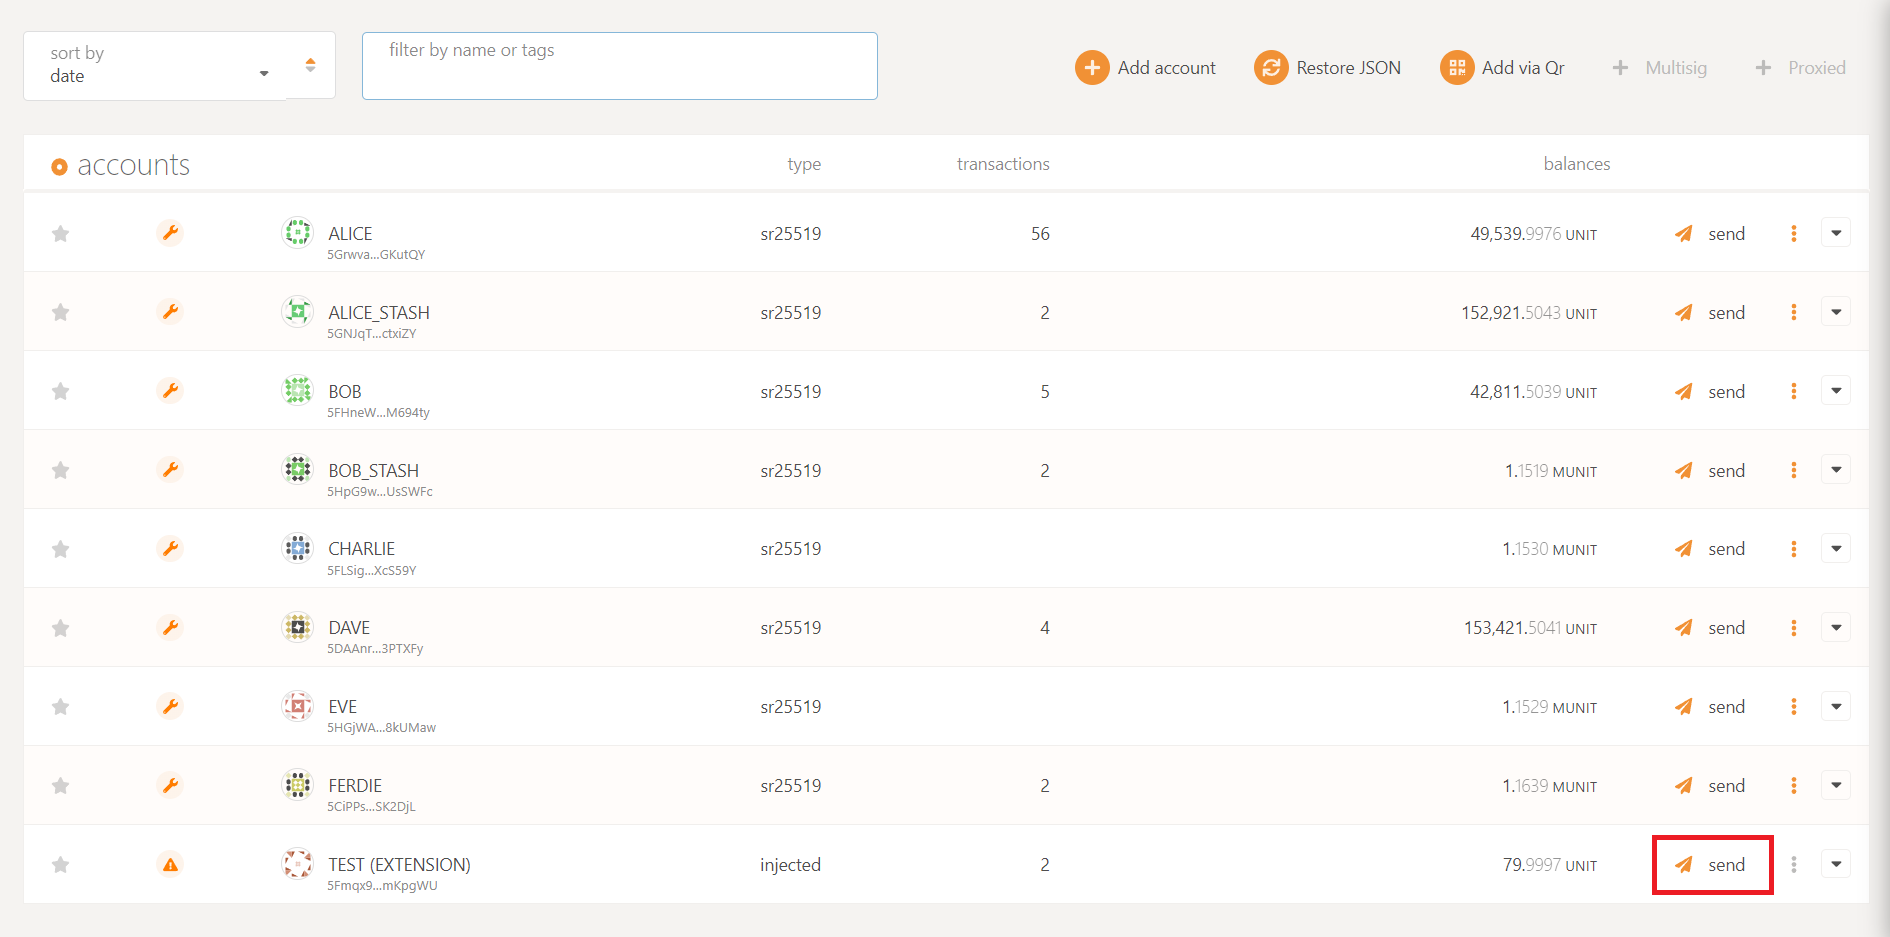 sort by
date
filter by name or tags
Add account
Restore JSON
Add via Qr
Multisig
Proxied
accounts type transactions balances
ALICE sr25519 56 49,539.9976 UNIT send
5Grwva...GKutQY
ALICE_STASH sr25519 2 152,921.5043 UNIT send
5GNJqT...ctxiZY
BOB sr25519 5 42,811.5039 UNIT send
5FHneW...M694ty
BOB_STASH sr25519 2 1.1519 MUNIT send
5HpG9w...UsSWFc
CHARLIE sr25519 1.1530 MUNIT send
5FLSig...XcS59Y
DAVE sr25519 4 153,421.5041 UNIT send
5DAAnr...3PTXFy
EVE sr25519 1.1529 MUNIT send
5HGjWA...8kUMaw
FERDIE sr25519 2 1.1639 MUNIT send
5CiPPs...SK2DjL
TEST (EXTENSION) injected 2 79.9997 UNIT send
5Fmqx9...mKpgWU